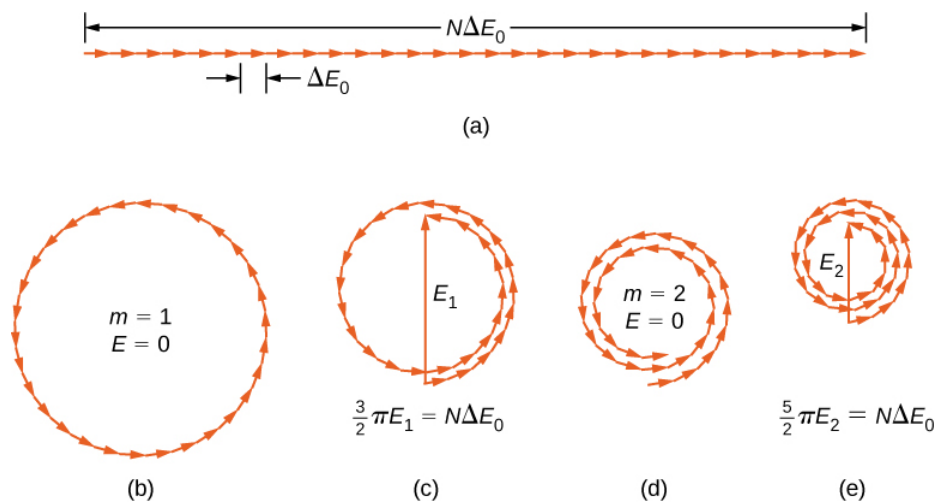 NΔE₀
ΔE₀
(a)
m = 1
E = 0
E₁
m = 2
E = 0
E₂
3/2 πE₁ = NΔE₀
5/2 πE₂ = NΔE₀
(b)
(c)
(d)
(e)